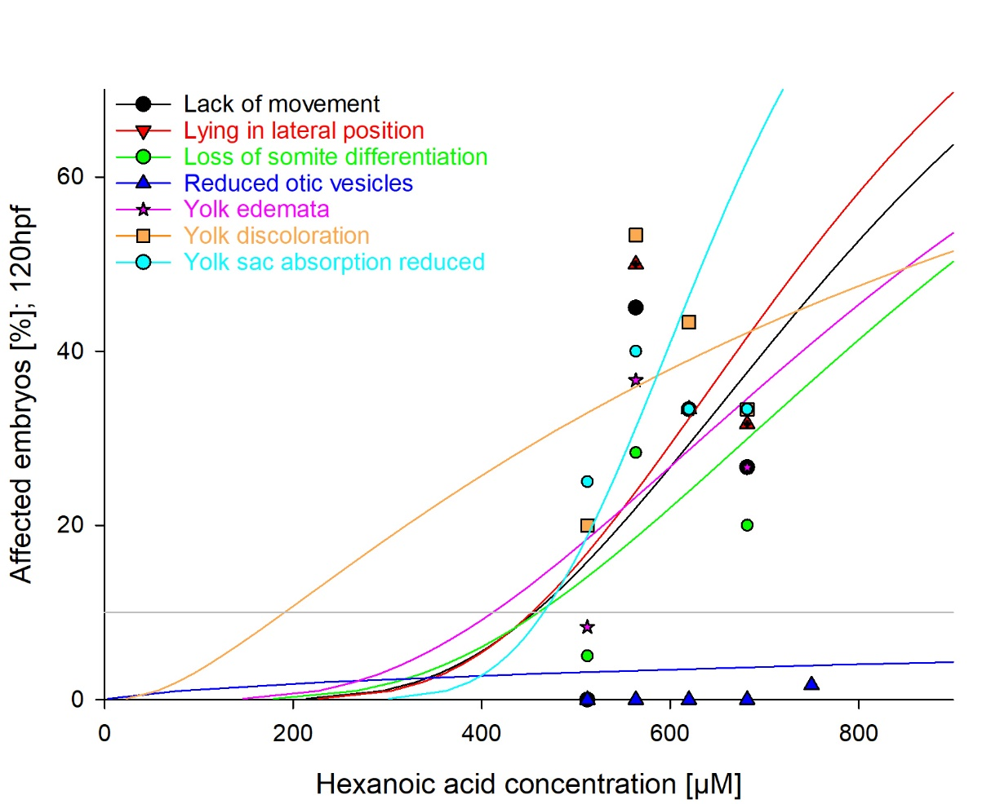 Lack of movement
Lying in lateral position
Loss of somite differentiation
Reduced otic vesicles
Yolk edemata
Yolk discoloration
Yolk sac absorption reduced
Affected embryos [%]; 120hpf
60
40
20
0
0 200 400 600 800
Hexanoic acid concentration [µM]